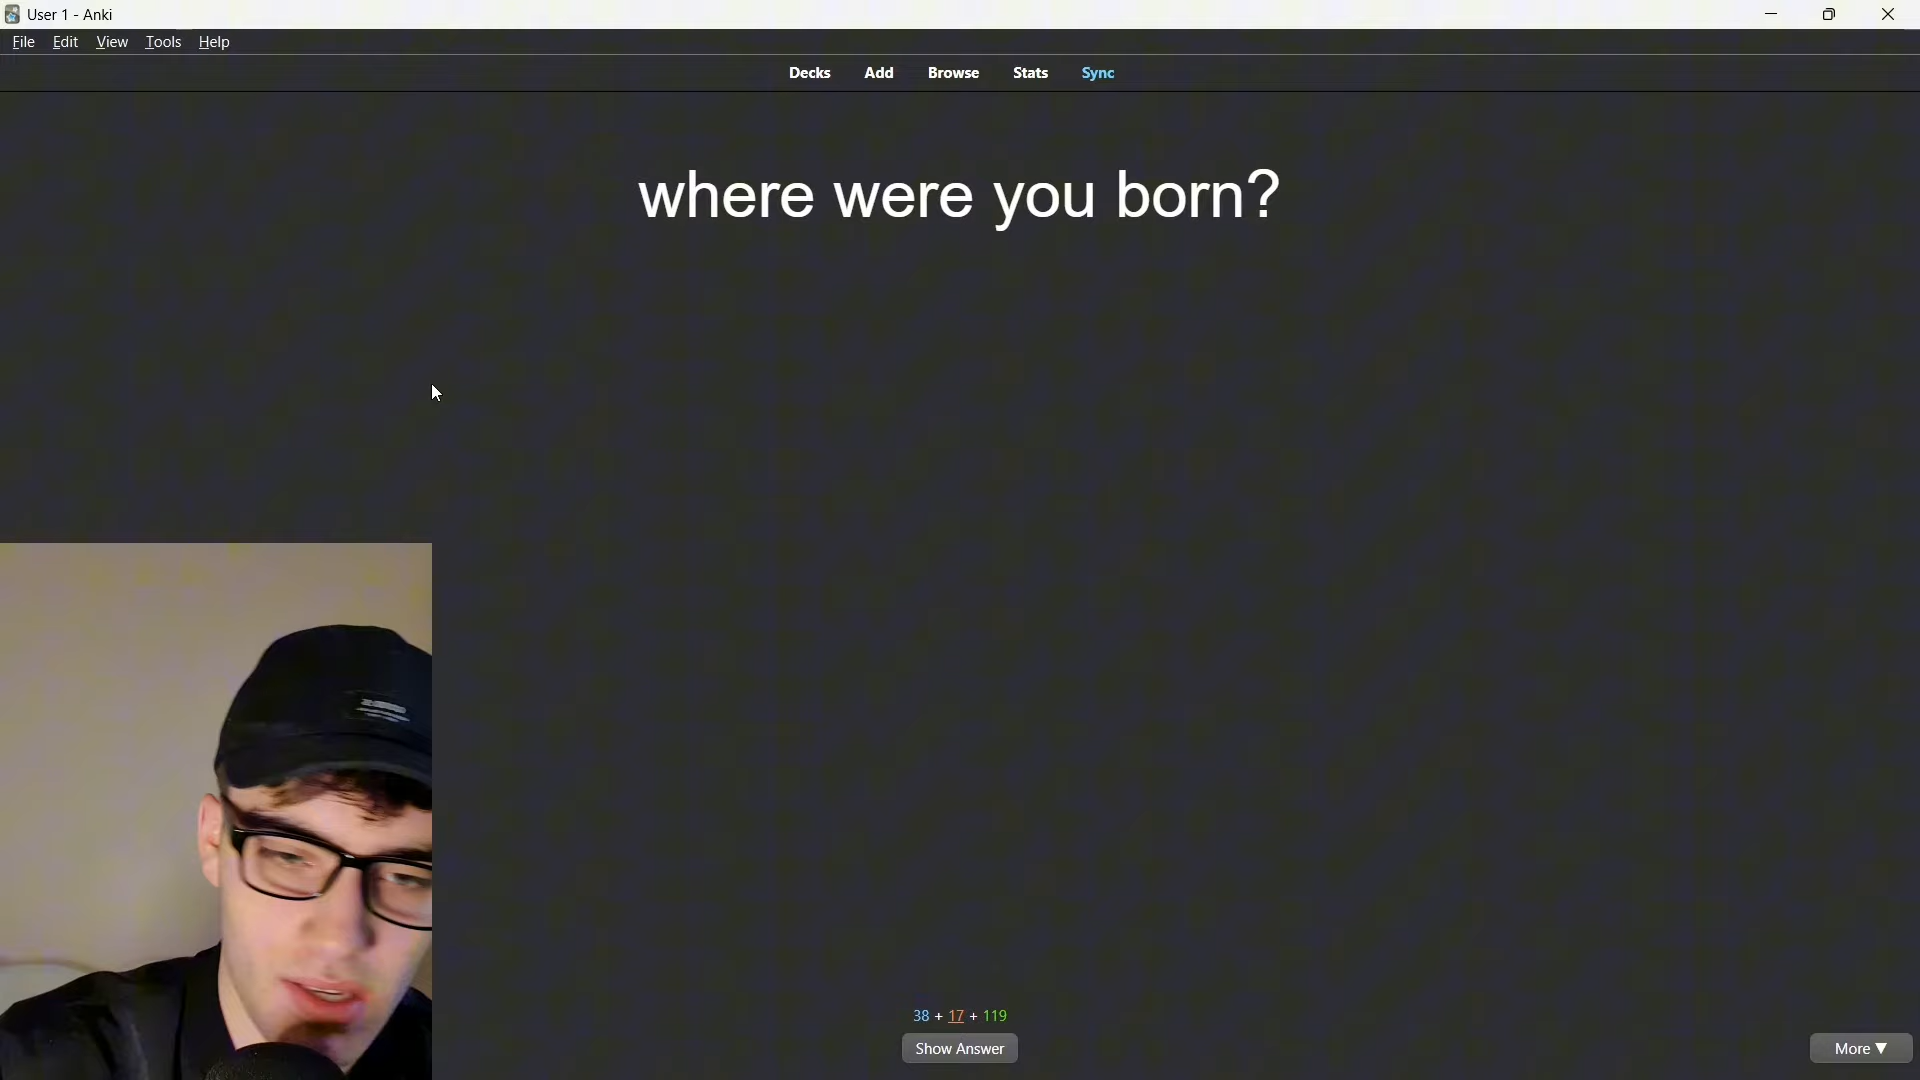 User 1 - Anki
File Edit View Tools Help
Decks Add Browse Stats Sync
where were you born?
38 + 17 + 119
Show Answer
More ▼